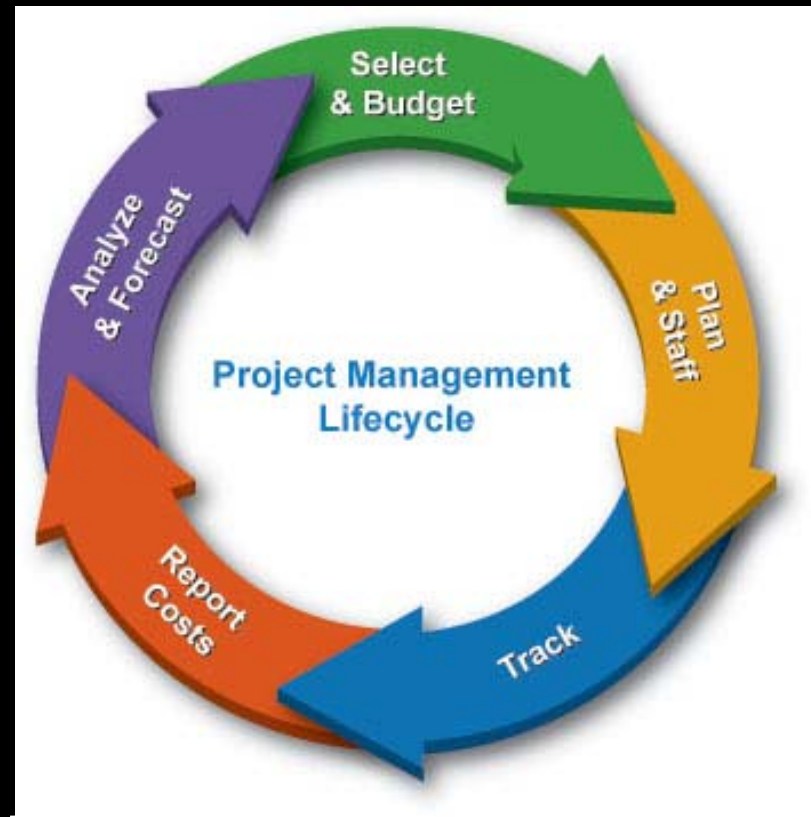 Select
& Budget
Plan
& Staff
Track
Report
Costs
Analyze
& Forecast
Project Management
Lifecycle